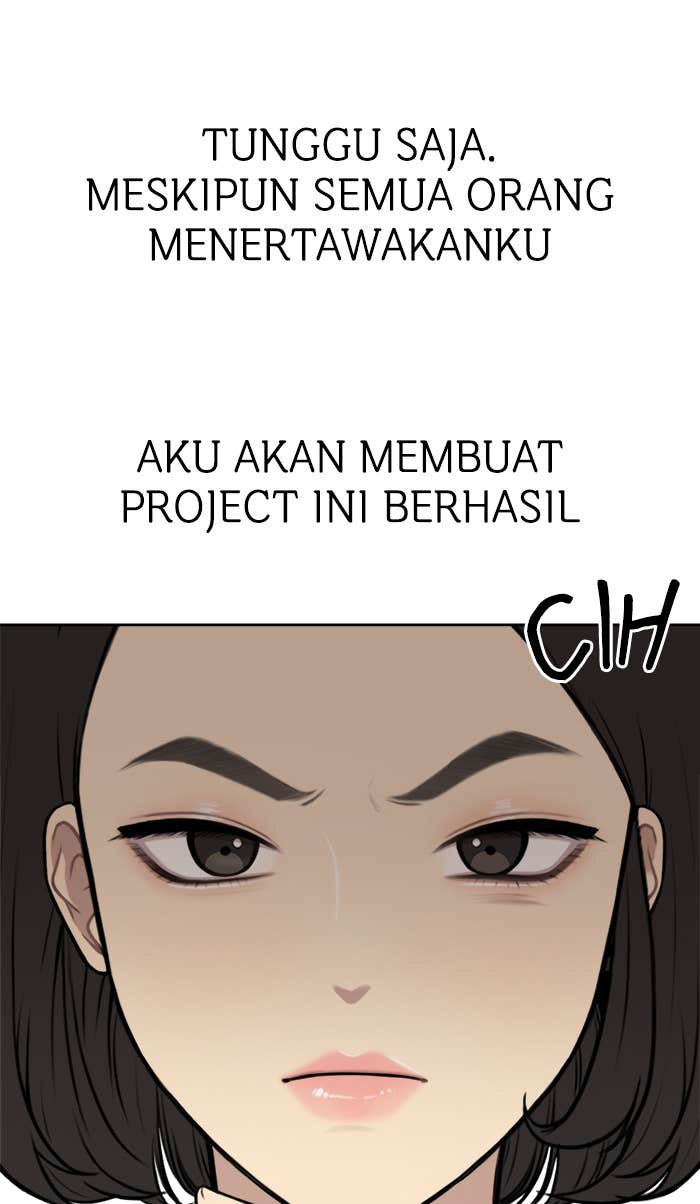 TUNGGU SAJA.
MESKIPUN SEMUA ORANG
MENERTAWAKANKU
AKU AKAN MEMBUAT
PROJECT INI BERHASIL
CIH